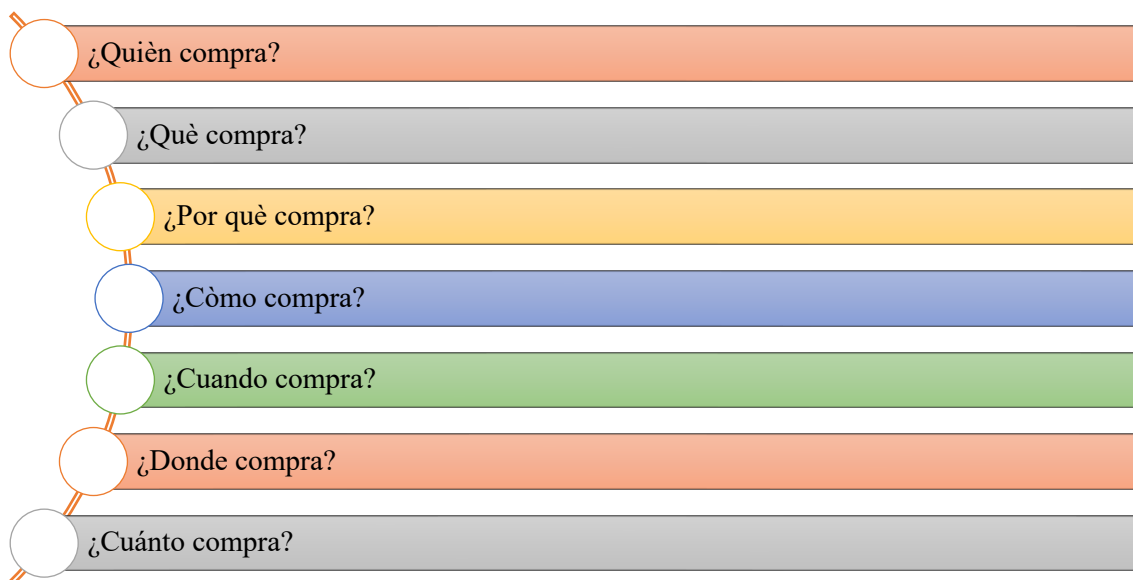 ¿Quièn compra?
¿Què compra?
¿Por què compra?
¿Còmo compra?
¿Cuando compra?
¿Donde compra?
¿Cuánto compra?